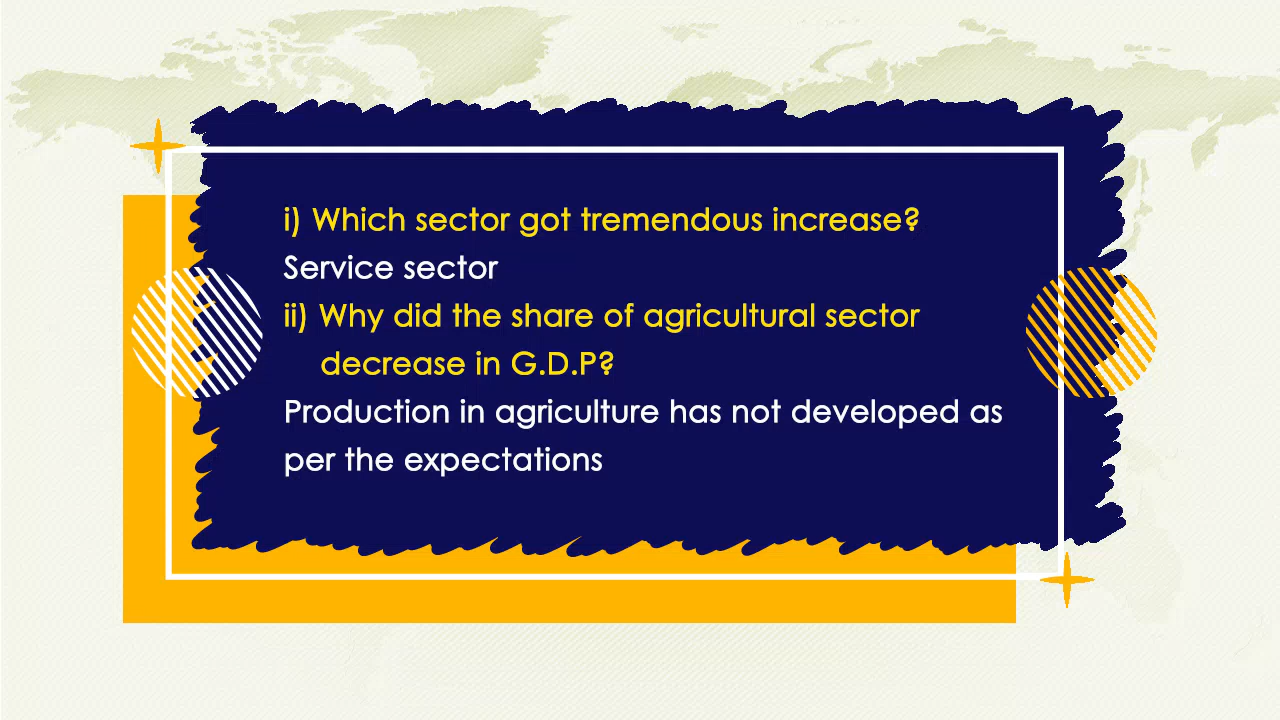 i) Which sector got tremendous increase?
Service sector
ii) Why did the share of agricultural sector
decrease in G.D.P?
Production in agriculture has not developed as
per the expectations